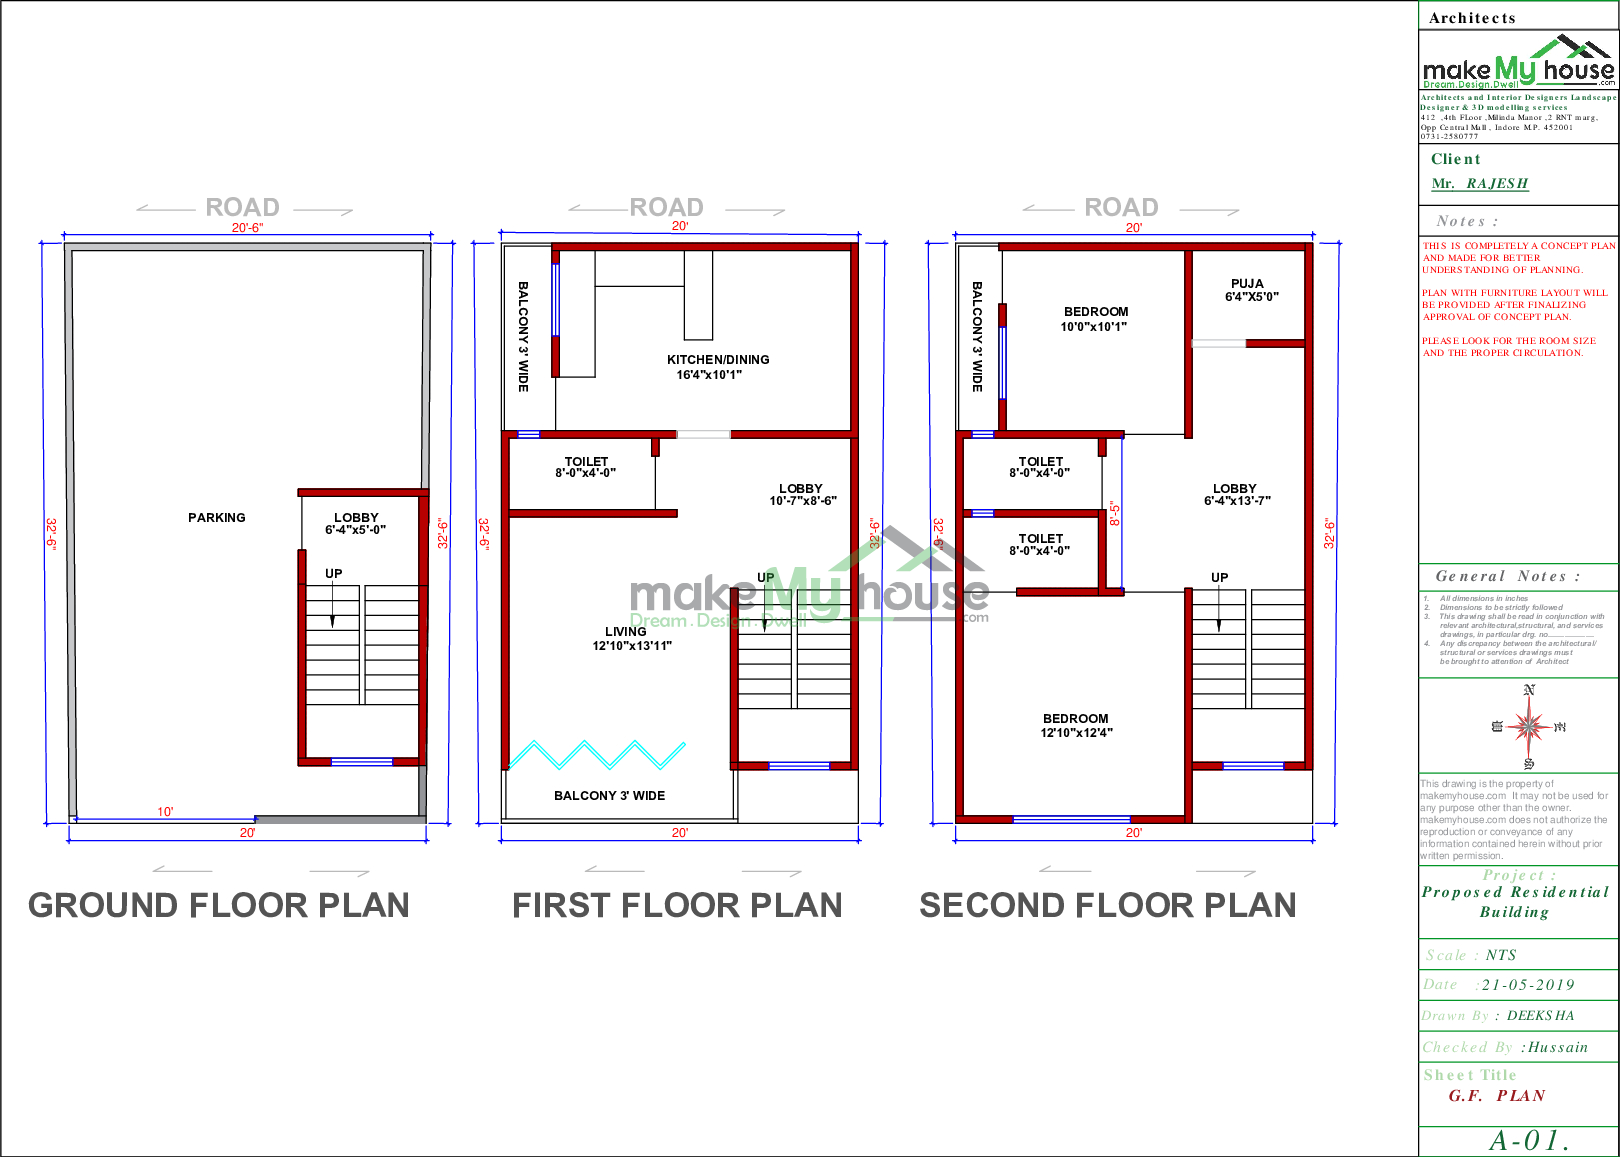 ROAD
20'-6"
32'-6"
PARKING
LOBBY
6'-4"x5'-0"
UP
32'-6"
10'
20'
GROUND FLOOR PLAN
ROAD
20'
BALCONY 3' WIDE
KITCHEN/DINING
16'4"x10'1"
TOILET
8'-0"x4'-0"
LOBBY
10'-7"x8'-6"
32'-6"
32'-6"
UP
LIVING
12'10"x13'11"
BALCONY 3' WIDE
20'
FIRST FLOOR PLAN
makeMyhouse
.com
Dream.Design.Dwell
ROAD
20'
BALCONY 3' WIDE
BEDROOM
10'0"x10'1"
PUJA
6'4"X5'0"
TOILET
8'-0"x4'-0"
LOBBY
6'-4"x13'-7"
8'-5"
TOILET
8'-0"x4'-0"
32'-6"
32'-6"
UP
BEDROOM
12'10"x12'4"
20'
SECOND FLOOR PLAN
Architects
makeMyhouse
.com
Dream.Design.Dwell
Architects and Interior Designers Landscape
Designer & 3D modelling services
412 ,4th FLoor ,Milinda Manor ,2 RNT marg,
Opp Central Mall , Indore M.P. 452001
0731-2580777
Client
Mr. RAJESH
Notes :
THIS IS COMPLETELY A CONCEPT PLAN
AND MADE FOR BETTER
UNDERSTANDING OF PLANNING.
PLAN WITH FURNITURE LAYOUT WILL
BE PROVIDED AFTER FINALIZING
APPROVAL OF CONCEPT PLAN.
PLEASE LOOK FOR THE ROOM SIZE
AND THE PROPER CIRCULATION.
General Notes :
1. All dimensions in inches
2. Dimensions to be strictly followed
3. This drawing shall be read in conjunction with
relevant architectural,structural, and services
drawings, in particular drg. no....................
4. Any discrepancy between the architectural/
structural or services drawings must
be brought to attention of Architect
N
S
This drawing is the property of
makemyhouse.com It may not be used for
any purpose other than the owner.
makemyhouse.com does not authorize the
reproduction or conveyance of any
information contained herein without prior
written permission.
Project :
Proposed Residential
Building
Scale : NTS
Date :21-05-2019
Drawn By : DEEKSHA
Checked By :Hussain
Sheet Title
G.F. PLAN
A-01.